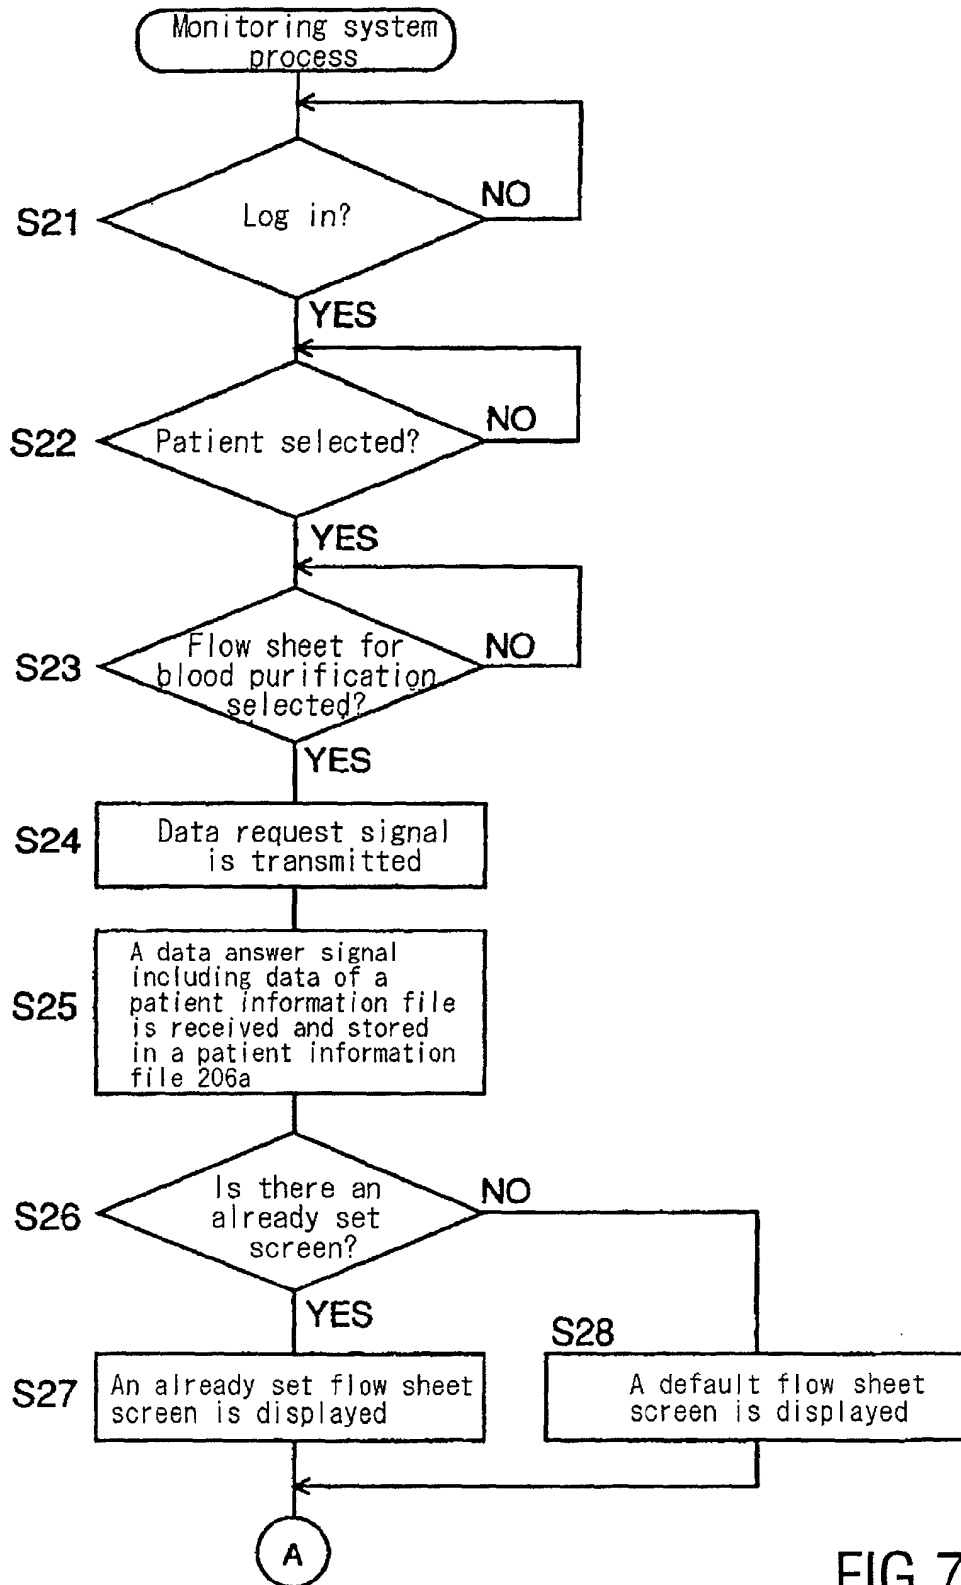 Monitoring system
process
S21
Log in?
NO
YES
S22
Patient selected?
NO
YES
S23
Flow sheet for
blood purification
selected?
NO
YES
S24
Data request signal
is transmitted
S25
A data answer signal
including data of a
patient information file
is received and stored
in a patient information
file 206a
S26
Is there an
already set
screen?
NO
YES
S27
An already set flow sheet
screen is displayed
S28
A default flow sheet
screen is displayed
A
FIG.7